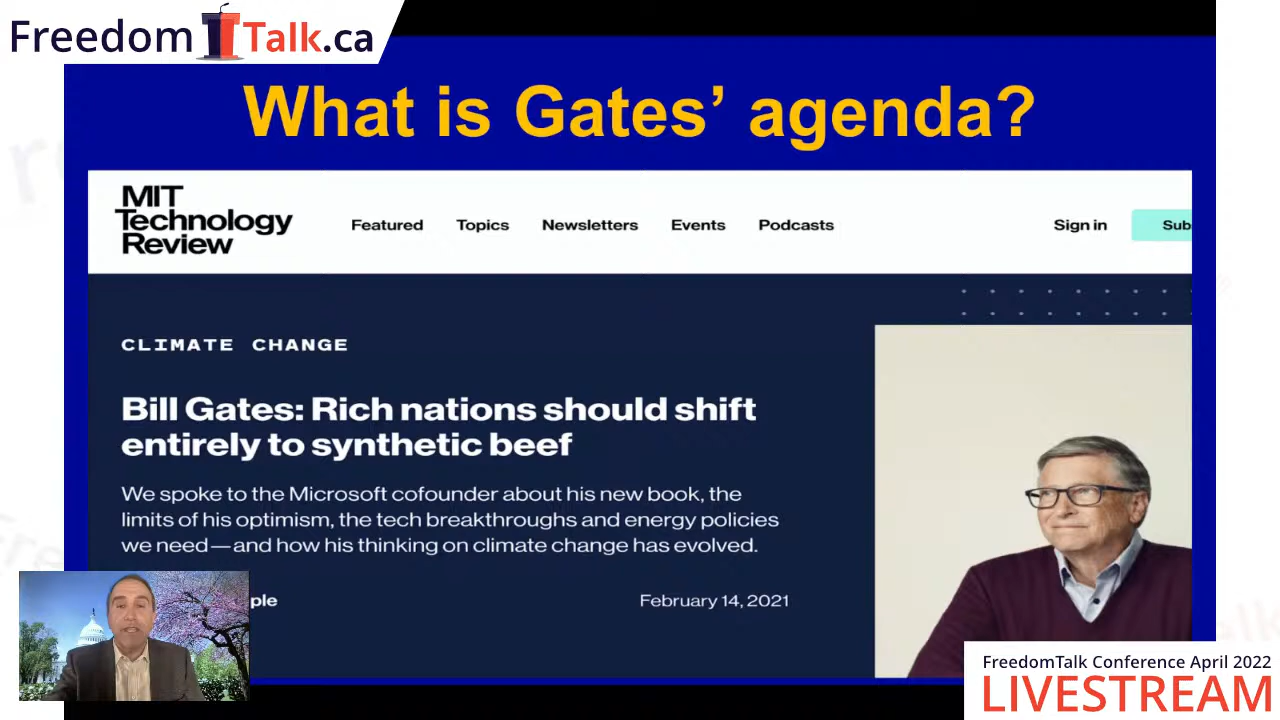 FreedomTalk.ca
What is Gates’ agenda?
MIT
Technology
Review
Featured Topics Newsletters Events Podcasts Sign in
CLIMATE CHANGE
Bill Gates: Rich nations should shift
entirely to synthetic beef
We spoke to the Microsoft cofounder about his new book, the
limits of his optimism, the tech breakthroughs and energy policies
we need—and how his thinking on climate change has evolved.
February 14, 2021
FreedomTalk Conference April 2022
LIVESTREAM